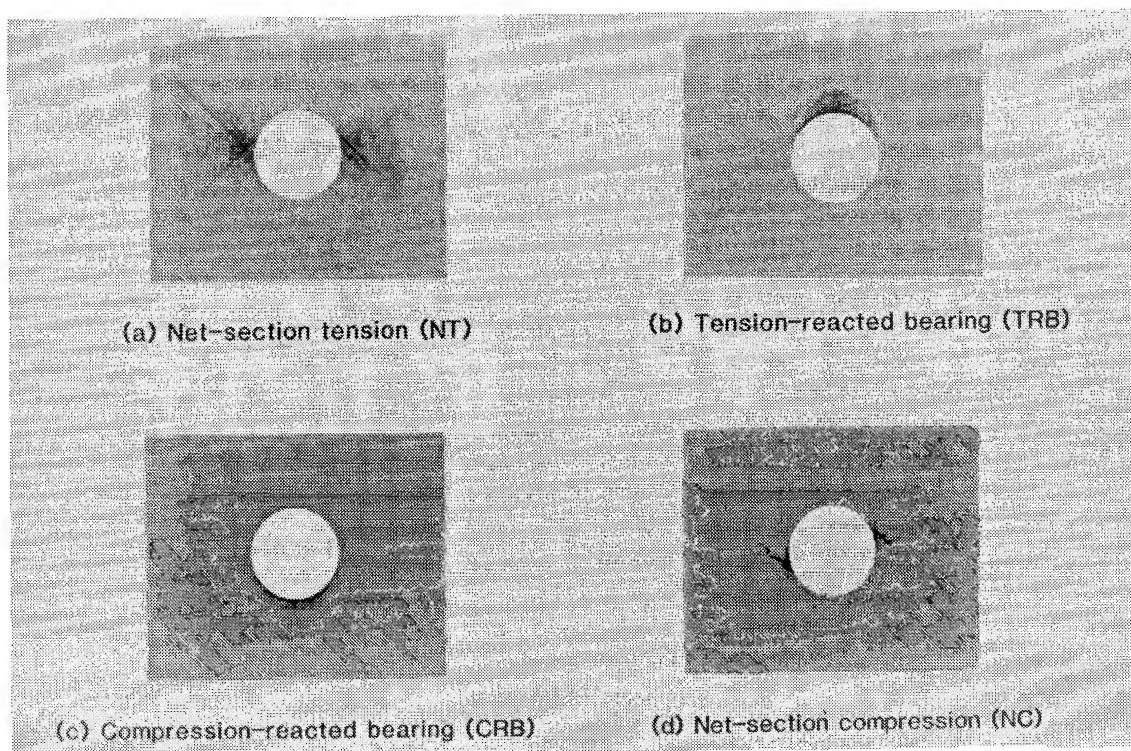 (a) Net-section tension (NT)
(b) Tension-reacted bearing (TRB)
(c) Compression-reacted bearing (CRB)
(d) Net-section compression (NC)